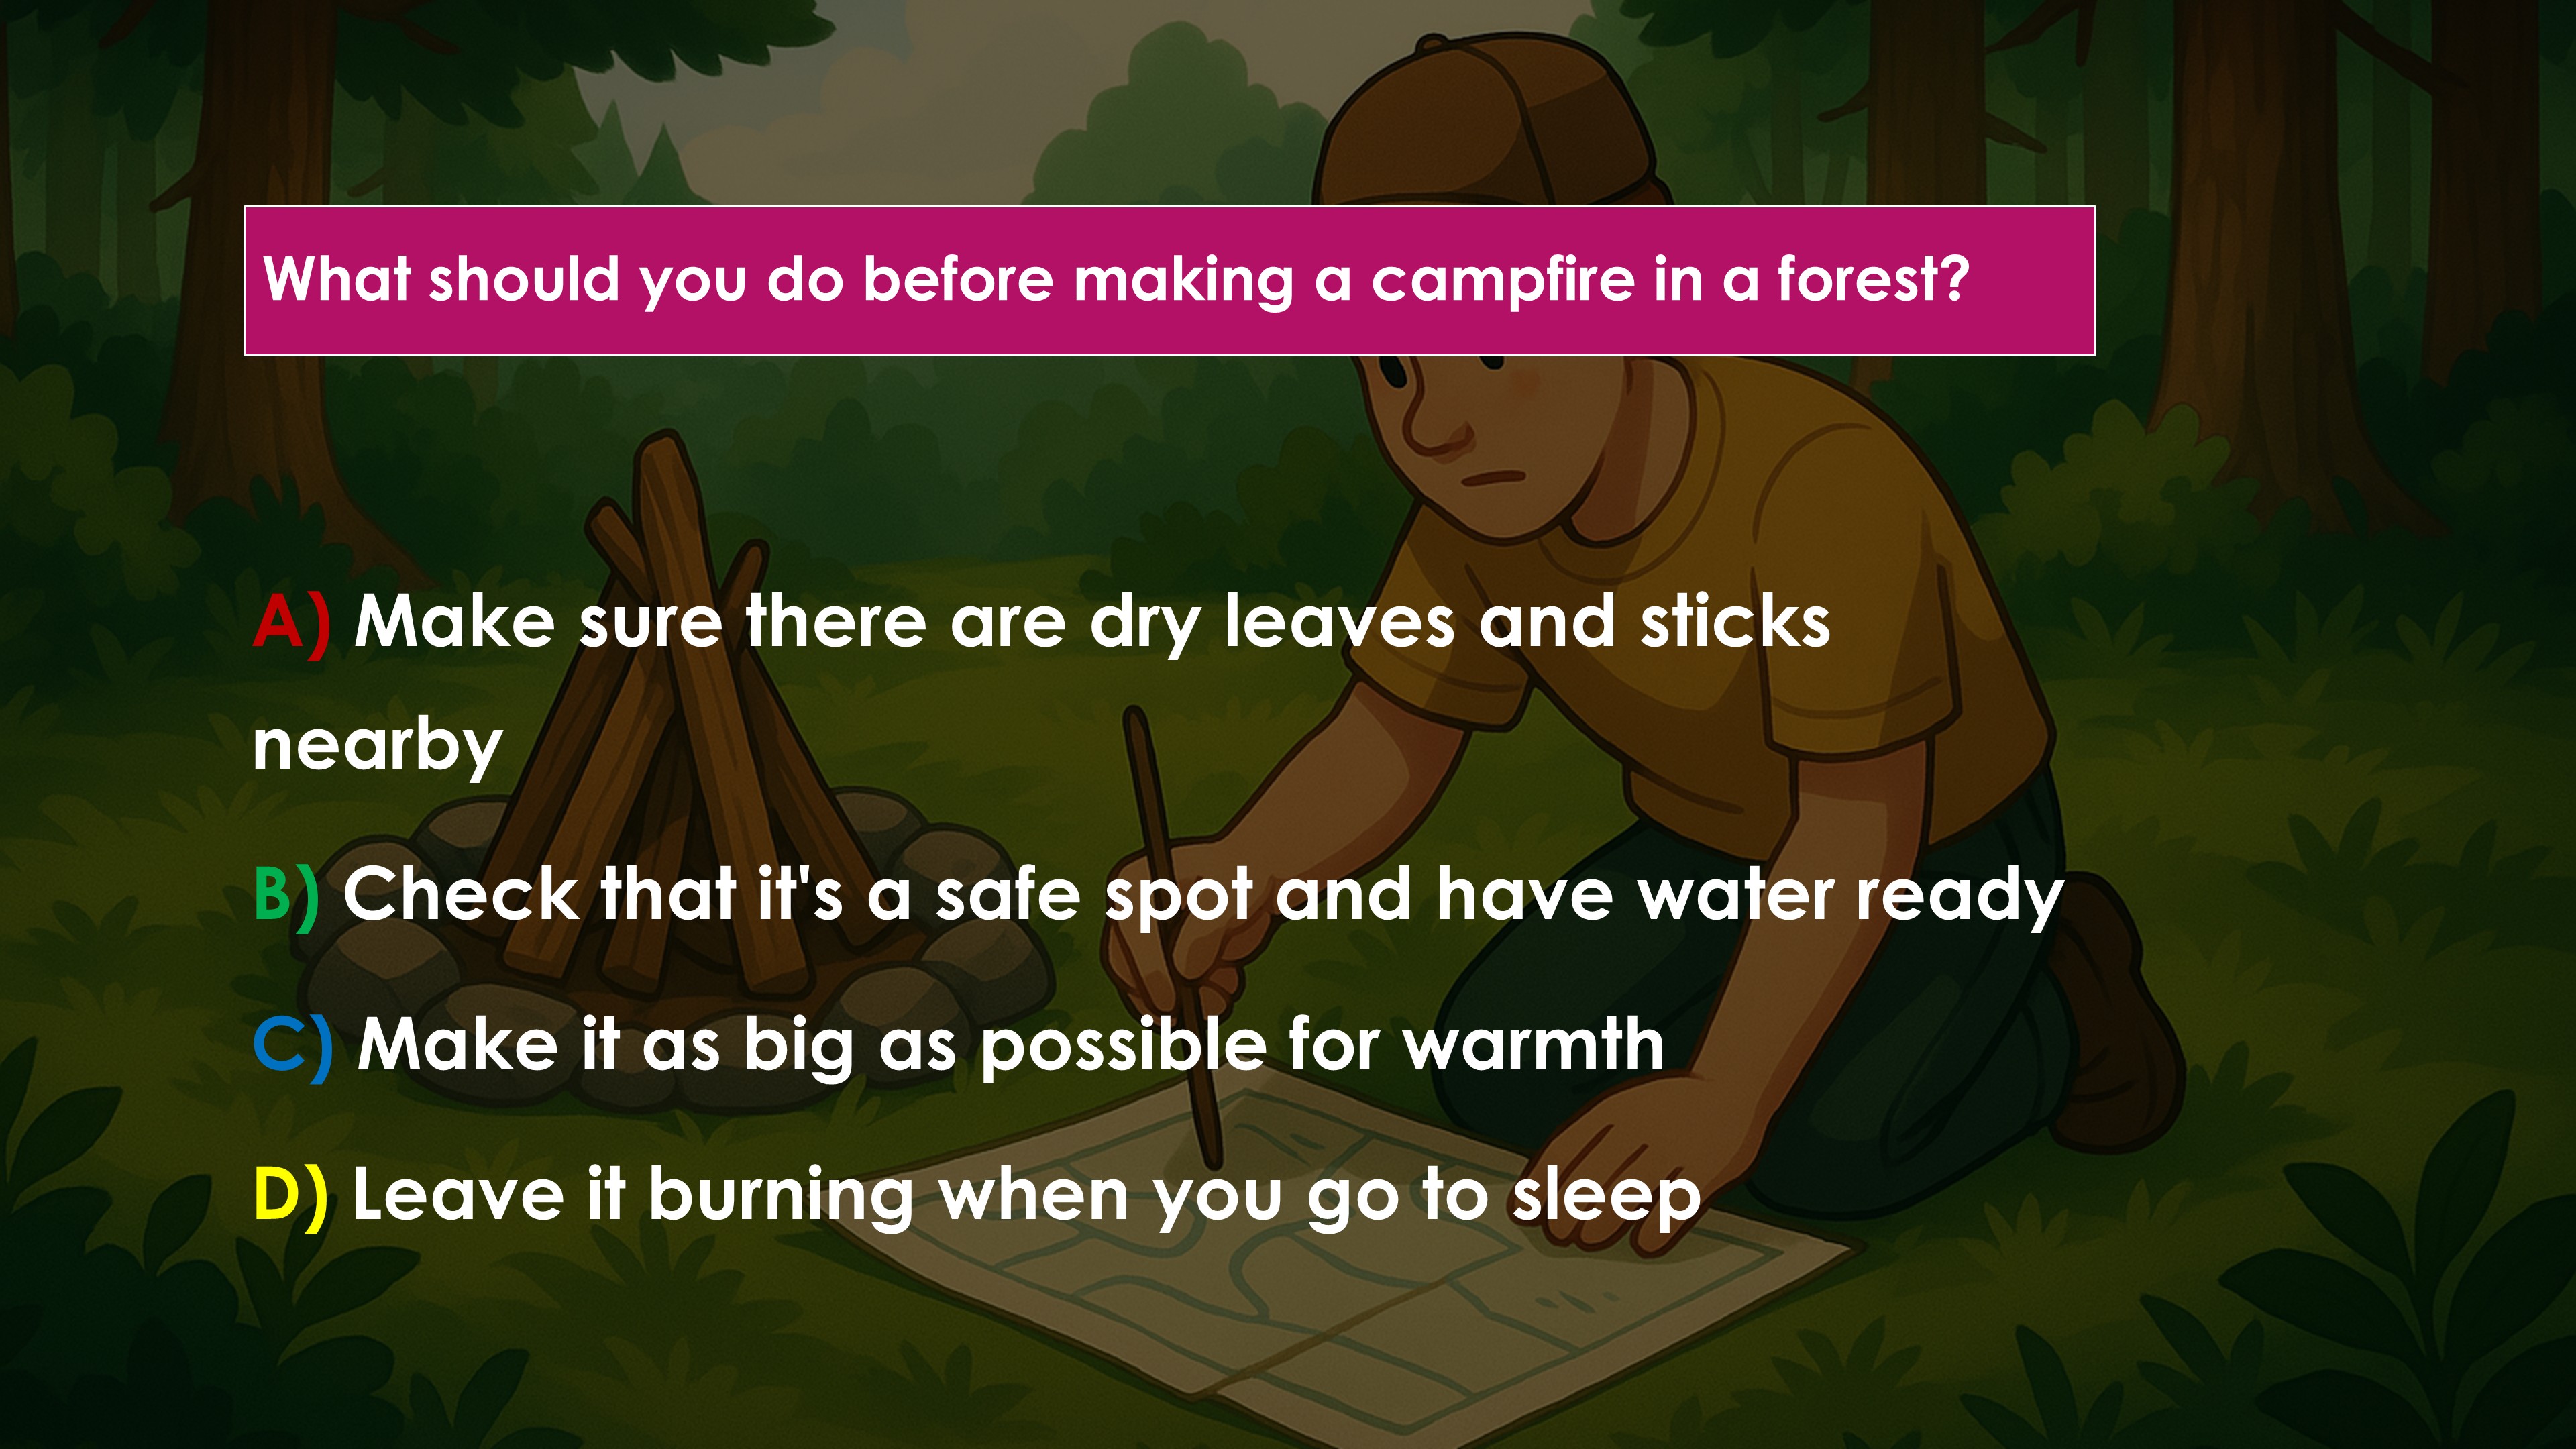 What should you do before making a campfire in a forest?
A) Make sure there are dry leaves and sticks
nearby
B) Check that it's a safe spot and have water ready
C) Make it as big as possible for warmth
D) Leave it burning when you go to sleep